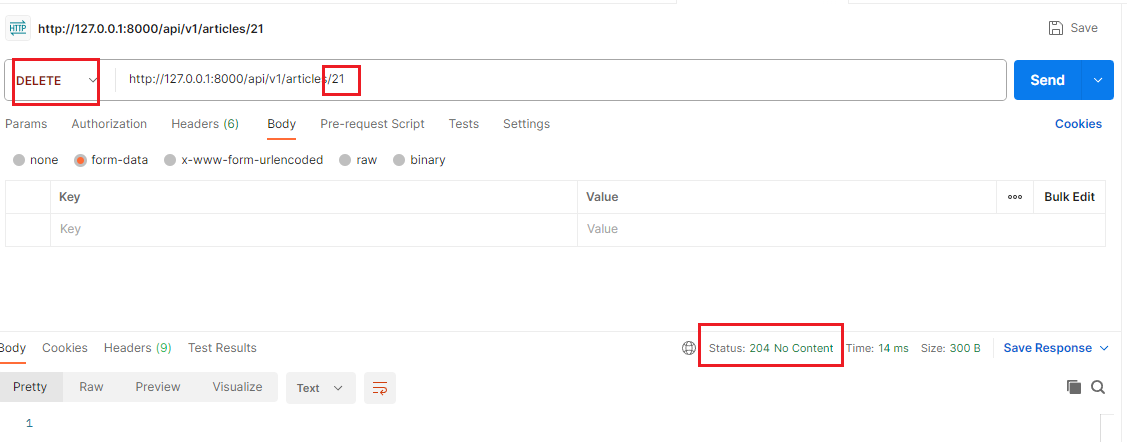 HTTP http://127.0.0.1:8000/api/v1/articles/21 Save
DELETE http://127.0.0.1:8000/api/v1/articles/21 Send
Params Authorization Headers (6) Body Pre-request Script Tests Settings Cookies
none form-data x-www-form-urlencoded raw binary
Key Value Bulk Edit
Key Value
Body Cookies Headers (9) Test Results Status: 204 No Content Time: 14 ms Size: 300 B Save Response
Pretty Raw Preview Visualize Text
1